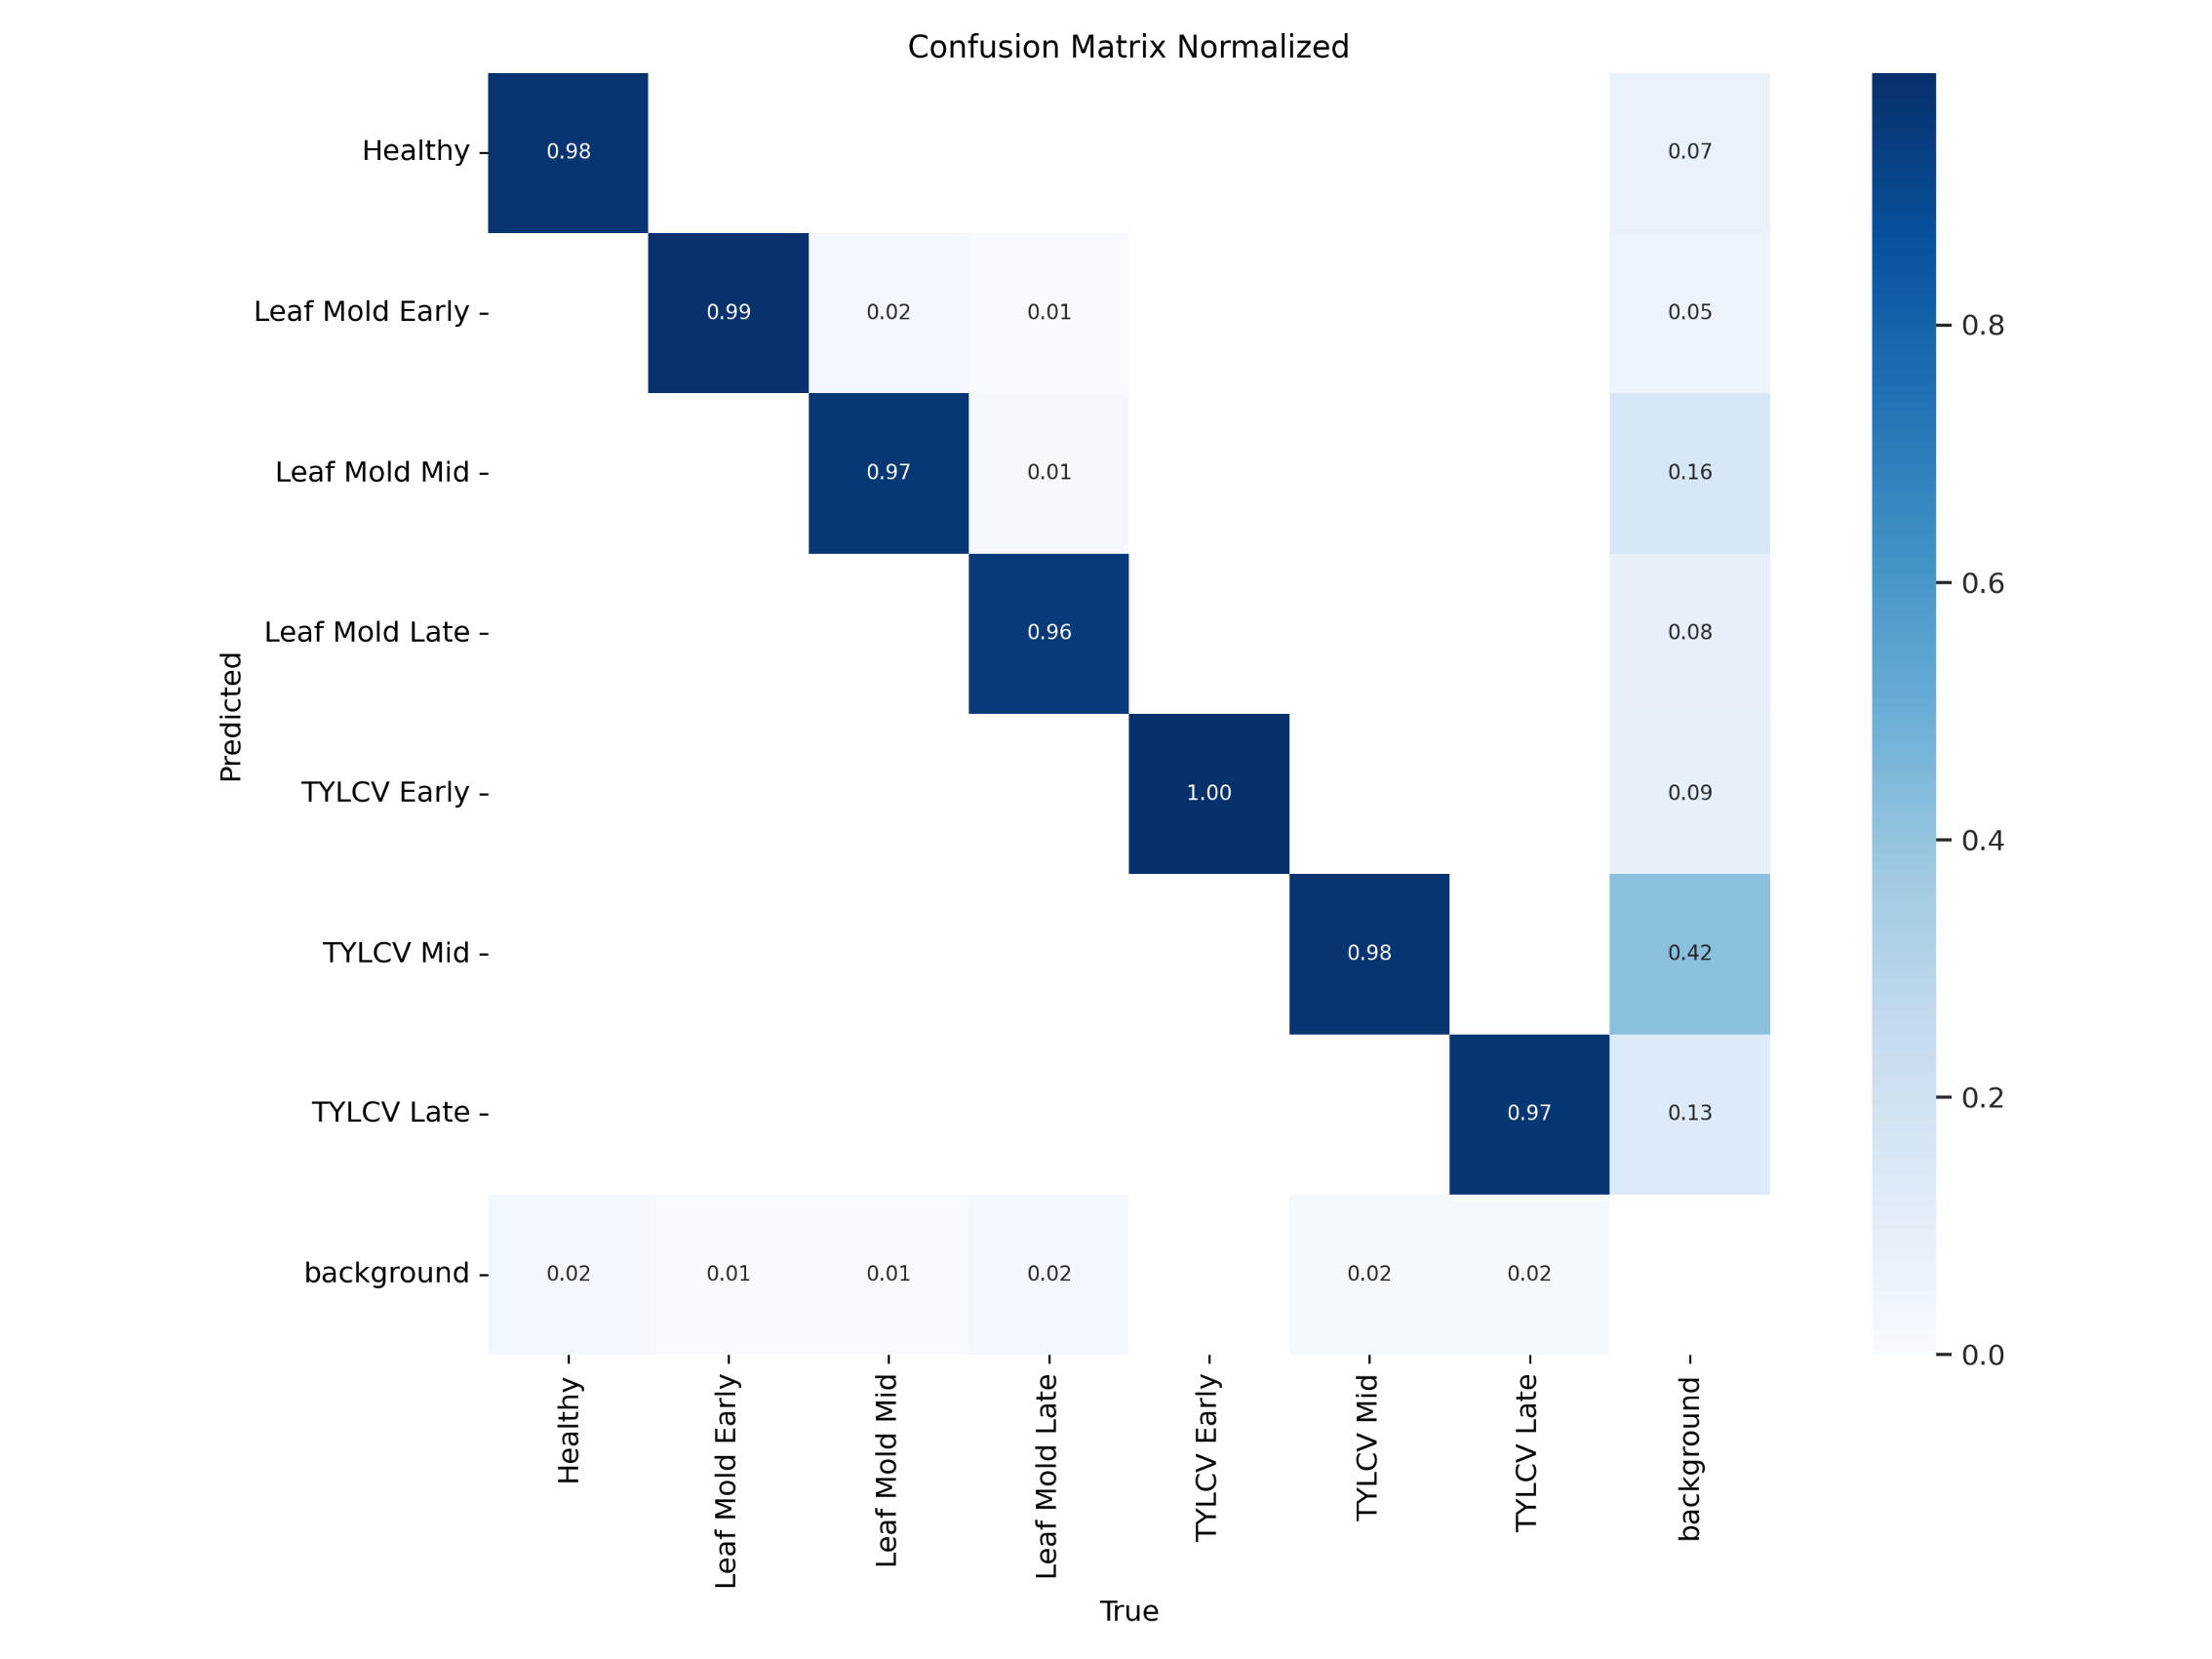 Confusion Matrix Normalized
Healthy
0.98
0.07
Leaf Mold Early
0.99
0.02
0.01
0.05
0.8
Leaf Mold Mid
0.97
0.01
0.16
0.6
Leaf Mold Late
0.96
0.08
Predicted
TYLCV Early
1.00
0.09
0.4
TYLCV Mid
0.98
0.42
TYLCV Late
0.97
0.13
0.2
background
0.02
0.01
0.01
0.02
0.02
0.02
0.0
Healthy
Leaf Mold Early
Leaf Mold Mid
Leaf Mold Late
TYLCV Early
TYLCV Mid
TYLCV Late
background
True